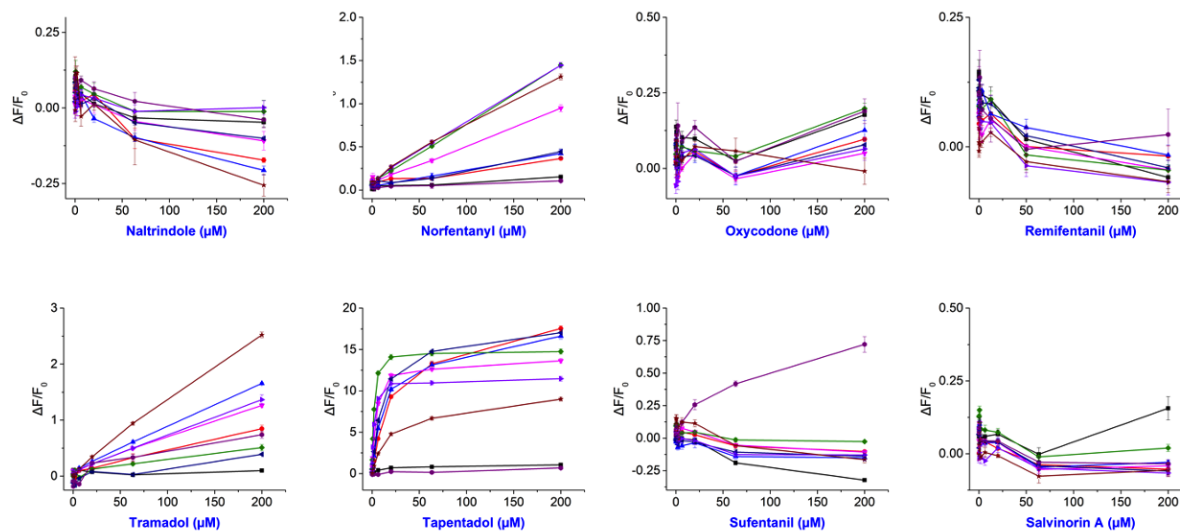 ΔF/F₀
0.25
0.00
-0.25
0 50 100 150 200
Naltrindole (µM)
2.0
1.5
1.0
0.5
0.0
0 50 100 150 200
Norfentanyl (µM)
ΔF/F₀
0.50
0.25
0.00
0 50 100 150 200
Oxycodone (µM)
ΔF/F₀
0.25
0.00
0 50 100 150 200
Remifentanil (µM)
ΔF/F₀
3
2
1
0
0 50 100 150 200
Tramadol (µM)
ΔF/F₀
20
15
10
5
0
0 50 100 150 200
Tapentadol (µM)
ΔF/F₀
1.00
0.75
0.50
0.25
0.00
-0.25
0 50 100 150 200
Sufentanil (µM)
ΔF/F₀
0.50
0.25
0.00
0 50 100 150 200
Salvinorin A (µM)